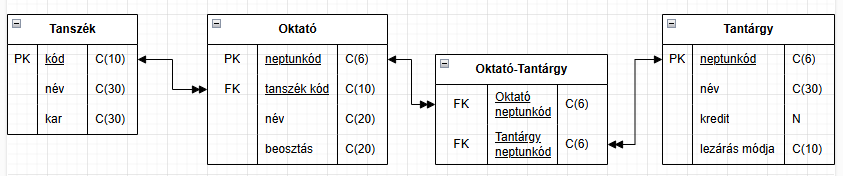 Tanszék
PK kód C(10)
név C(30)
kar C(30)
Oktató
PK neptunkód C(6)
FK tanszék kód C(10)
név C(20)
beosztás C(20)
Oktató-Tantárgy
FK Oktató
neptunkód C(6)
FK Tantárgy
neptunkód C(6)
Tantárgy
PK neptunkód C(6)
név C(30)
kredit N
lezárás módja C(10)